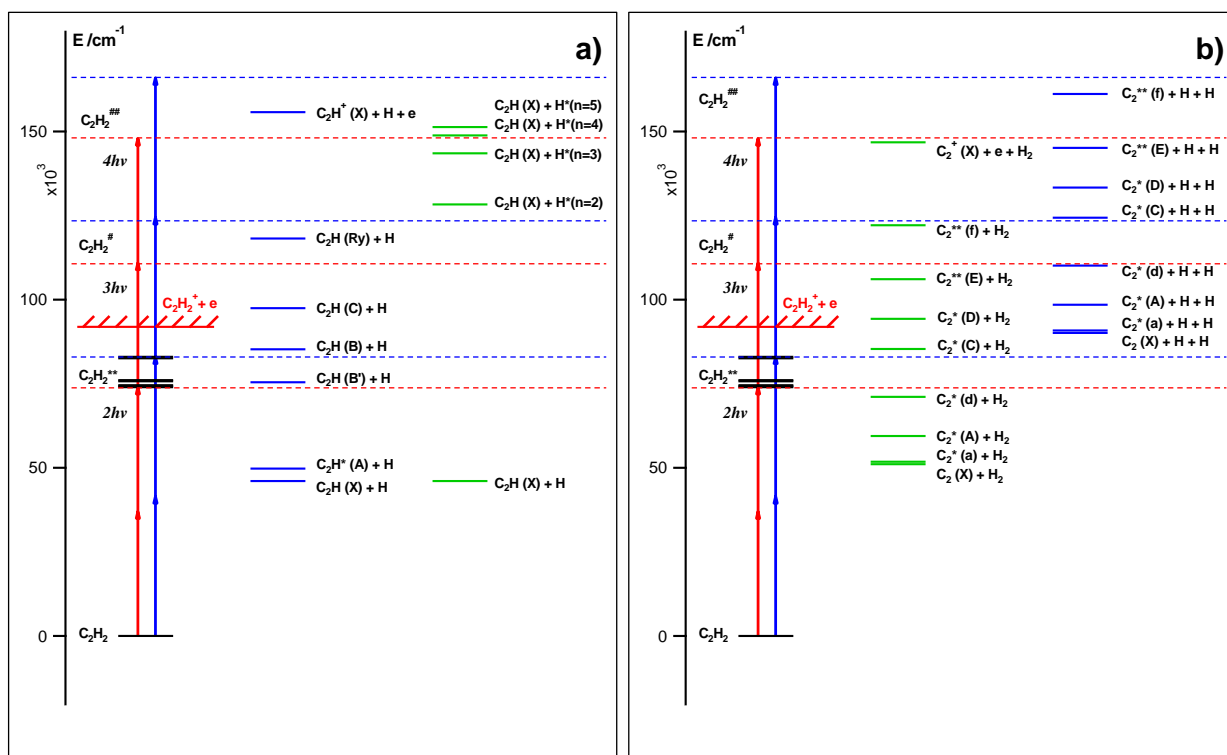 E /cm⁻¹
a)
C₂H₂##
C₂H⁺ (X) + H + e
C₂H (X) + H*(n=5)
C₂H (X) + H*(n=4)
150
4hν
C₂H (X) + H*(n=3)
x10³
C₂H (X) + H*(n=2)
C₂H₂#
C₂H (Ry) + H
3hν
C₂H₂⁺ + e
100
C₂H (C) + H
C₂H (B) + H
C₂H₂**
C₂H (B') + H
2hν
50
C₂H* (A) + H
C₂H (X) + H
C₂H (X) + H
0
C₂H₂
E /cm⁻¹
b)
C₂H₂##
C₂** (f) + H + H
150
4hν
C₂⁺ (X) + e + H₂
C₂** (E) + H + H
x10³
C₂* (D) + H + H
C₂* (C) + H + H
C₂H₂#
C₂** (f) + H₂
3hν
C₂** (E) + H₂
C₂* (d) + H + H
C₂H₂⁺ + e
100
C₂* (A) + H + H
C₂* (D) + H₂
C₂* (a) + H + H
C₂ (X) + H + H
C₂* (C) + H₂
C₂H₂**
C₂* (d) + H₂
2hν
C₂* (A) + H₂
50
C₂* (a) + H₂
C₂ (X) + H₂
0
C₂H₂